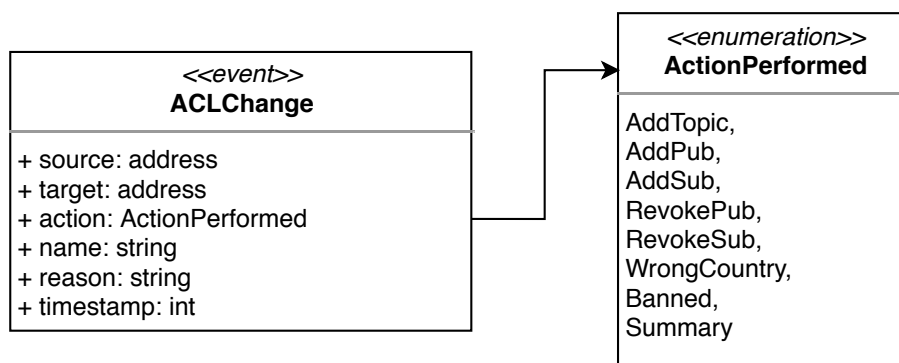 <<event>>
ACLChange
+ source: address
+ target: address
+ action: ActionPerformed
+ name: string
+ reason: string
+ timestamp: int
<<enumeration>>
ActionPerformed
AddTopic,
AddPub,
AddSub,
RevokePub,
RevokeSub,
WrongCountry,
Banned,
Summary